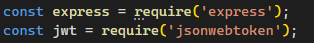 const express = require('express');
const jwt = require('jsonwebtoken');